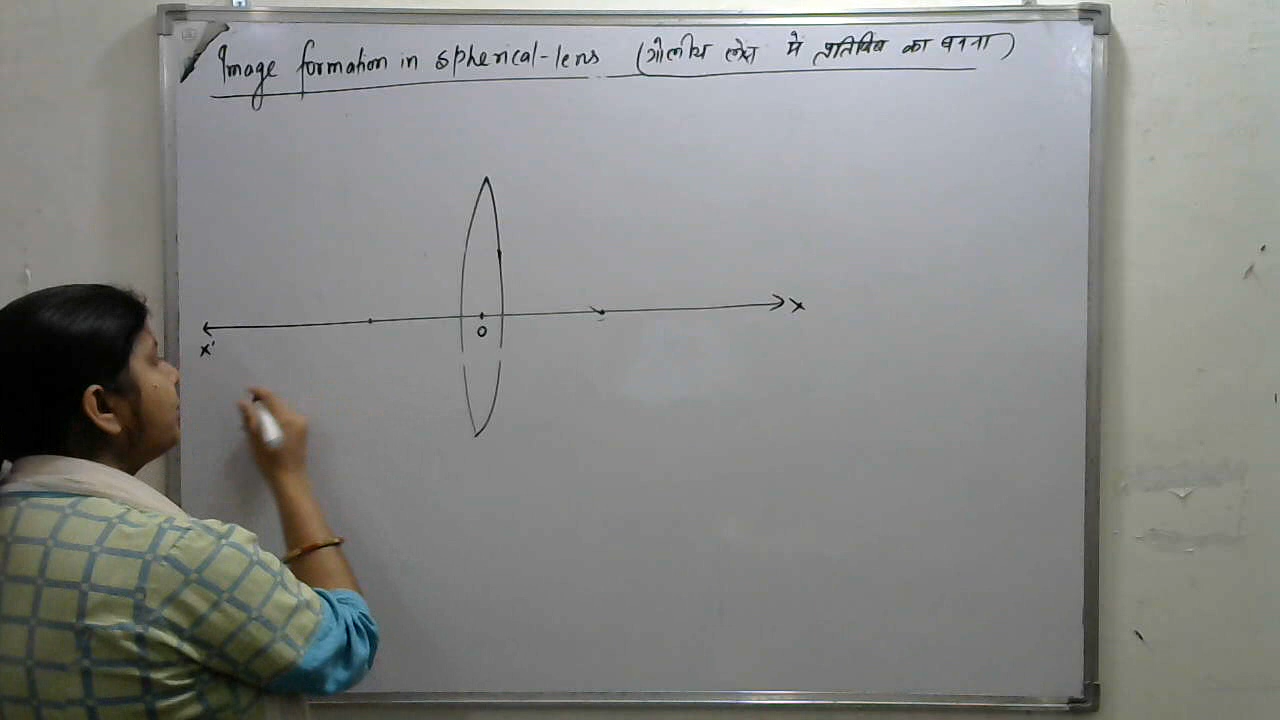 Image formation in spherical-lens (गोलीय लेंस में प्रतिबिंब का बनना)
X' O X